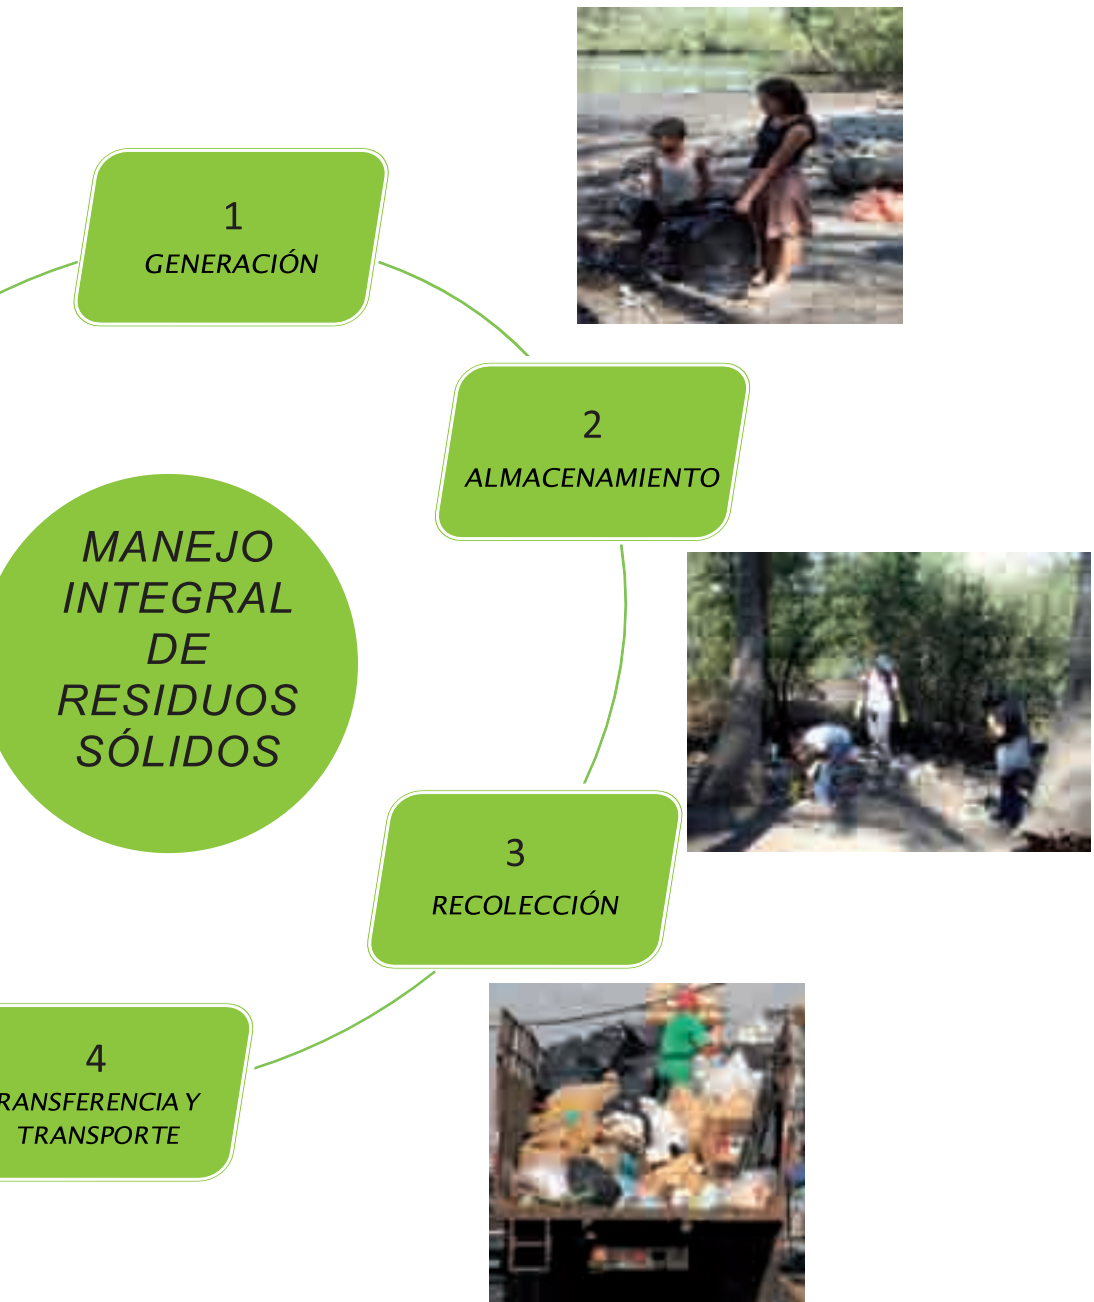 1
GENERACIÓN
2
ALMACENAMIENTO
MANEJO
INTEGRAL
DE
RESIDUOS
SÓLIDOS
3
RECOLECCIÓN
4
RANSFERENCIA Y
TRANSPORTE